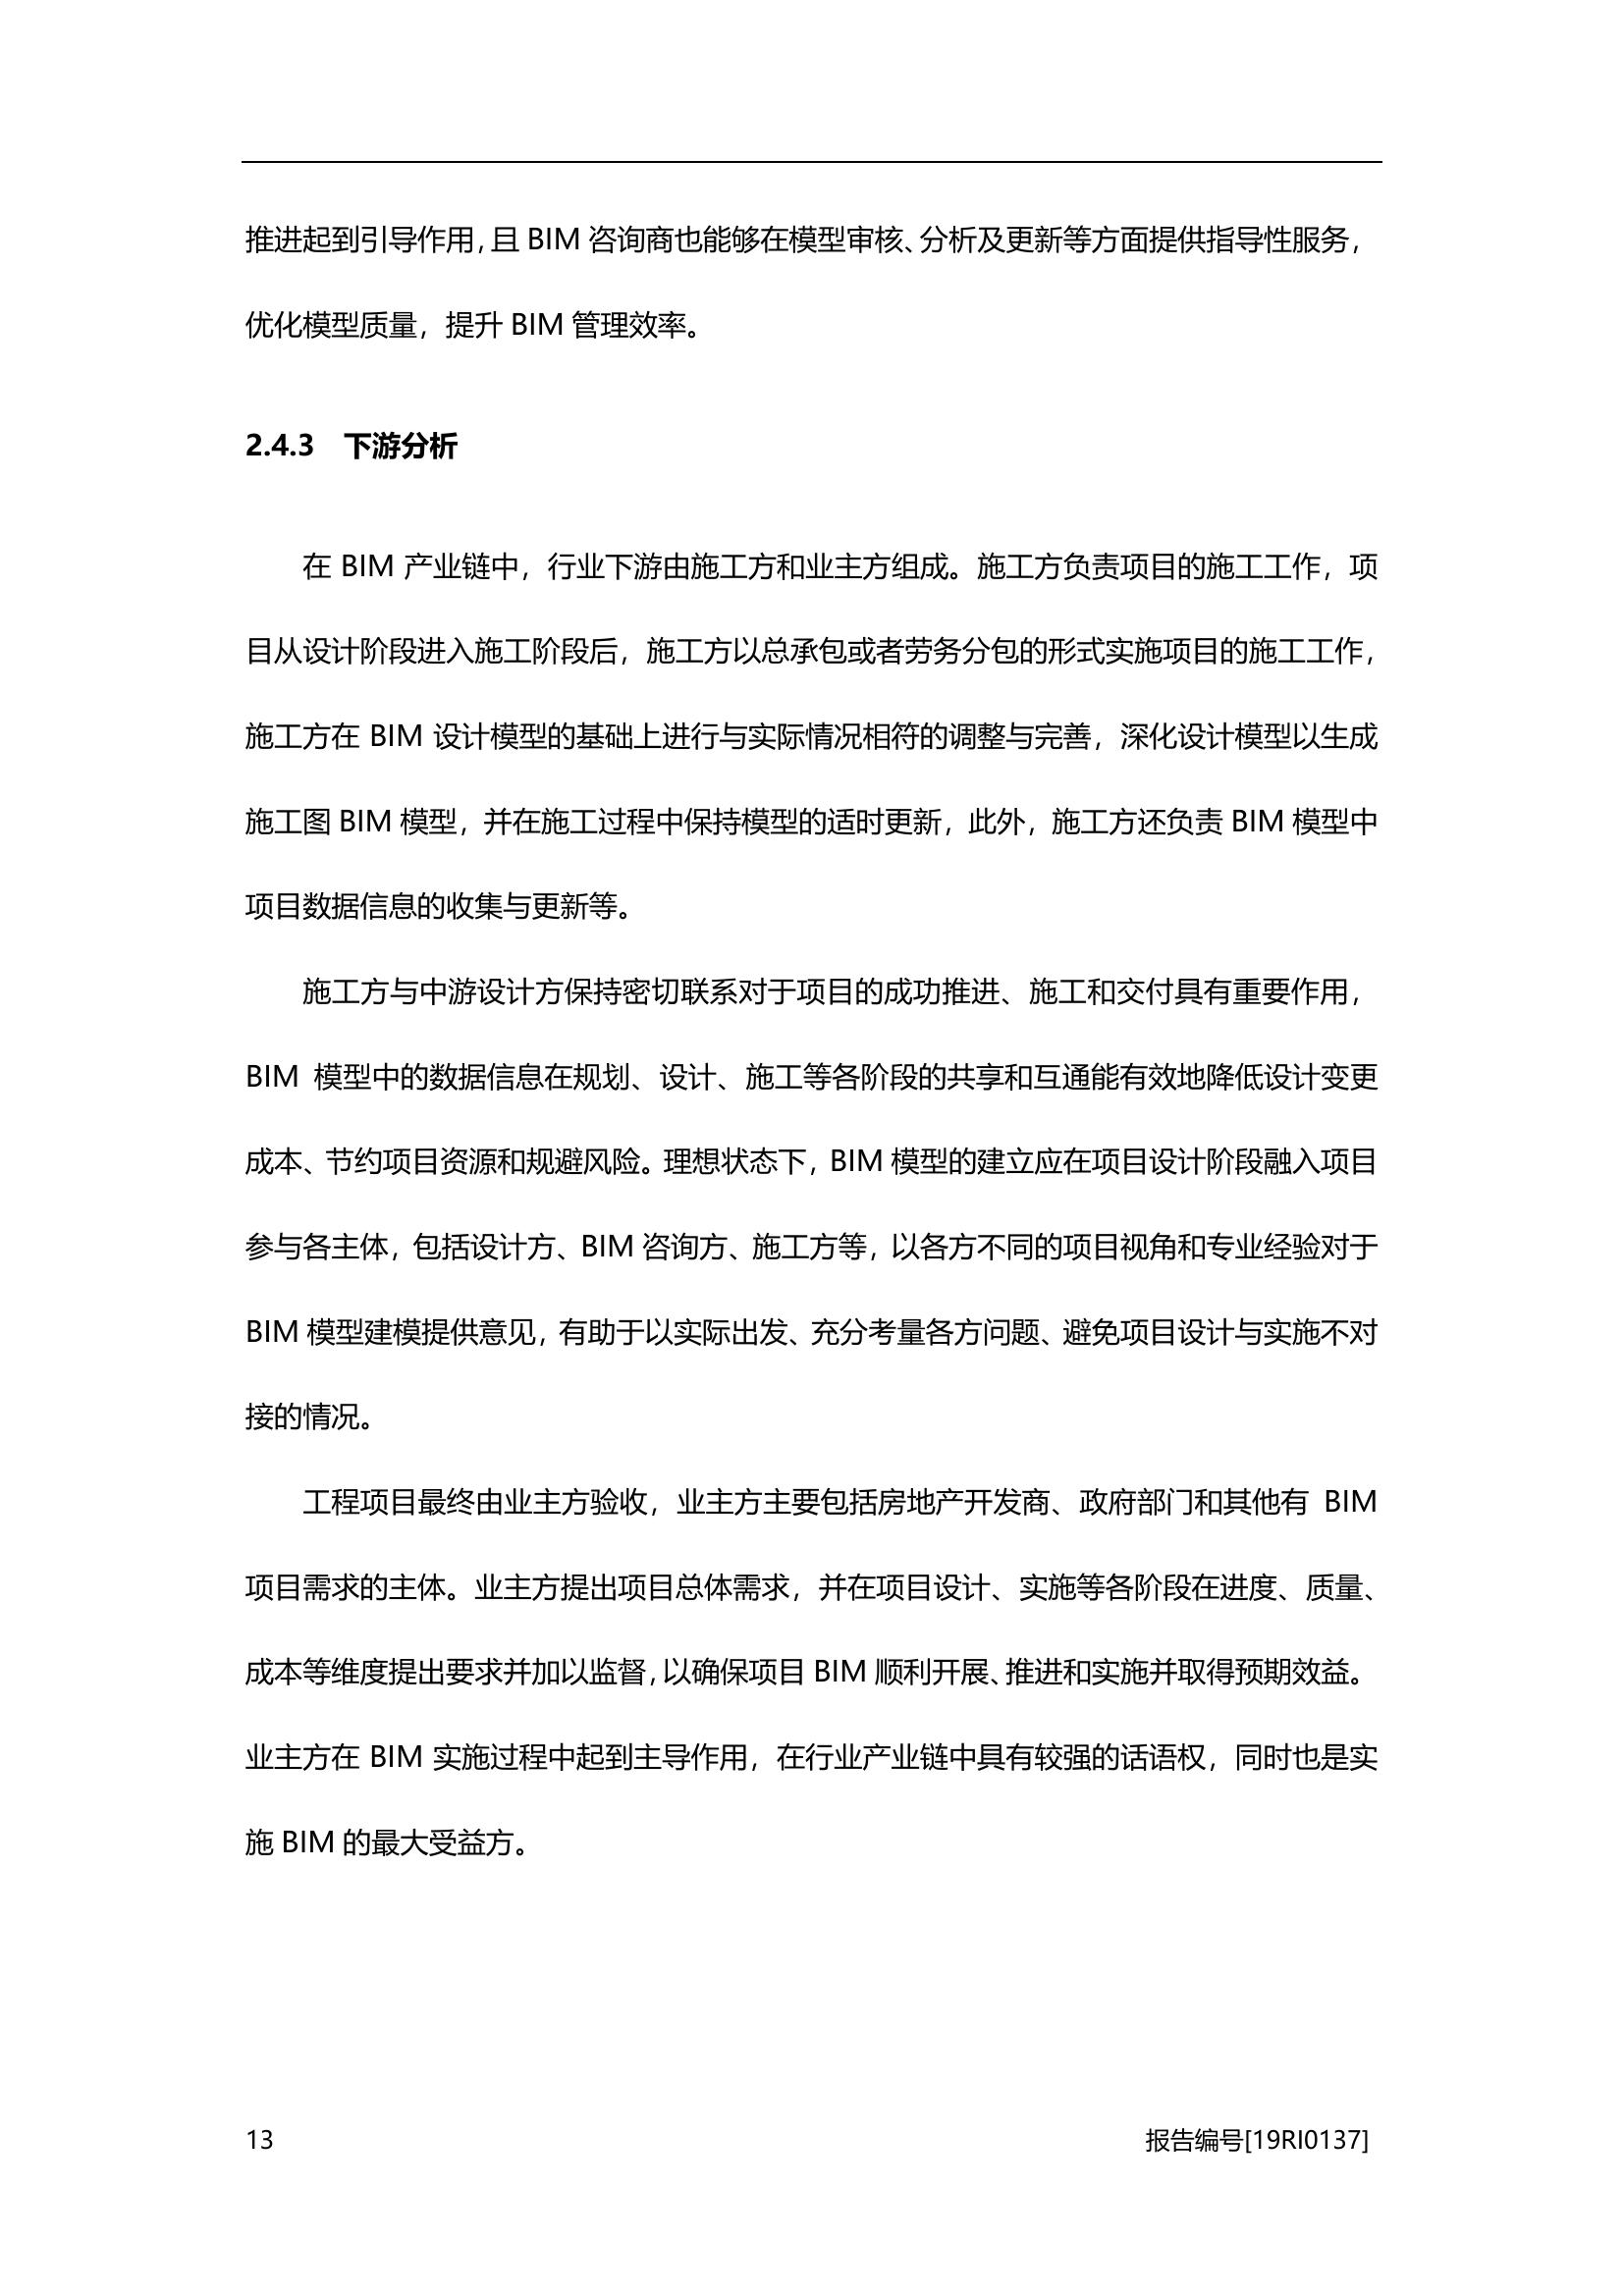 推进起到引导作用，且 BIM 咨询商也能够在模型审核、分析及更新等方面提供指导性服务，
优化模型质量，提升 BIM 管理效率。
2.4.3 下游分析
在 BIM 产业链中，行业下游由施工方和业主方组成。施工方负责项目的施工工作，项
目从设计阶段进入施工阶段后，施工方以总承包或者劳务分包的形式实施项目的施工工作，
施工方在 BIM 设计模型的基础上进行与实际情况相符的调整与完善，深化设计模型以生成
施工图 BIM 模型，并在施工过程中保持模型的适时更新，此外，施工方还负责 BIM 模型中
项目数据信息的收集与更新等。
施工方与中游设计方保持密切联系对于项目的成功推进、施工和交付具有重要作用，
BIM 模型中的数据信息在规划、设计、施工等各阶段的共享和互通能有效地降低设计变更
成本、节约项目资源和规避风险。理想状态下，BIM 模型的建立应在项目设计阶段融入项目
参与各主体，包括设计方、BIM 咨询方、施工方等，以各方不同的项目视角和专业经验对于
BIM 模型建模提供意见，有助于以实际出发、充分考量各方问题、避免项目设计与实施不对
接的情况。
工程项目最终由业主方验收，业主方主要包括房地产开发商、政府部门和其他有 BIM
项目需求的主体。业主方提出项目总体需求，并在项目设计、实施等各阶段在进度、质量、
成本等维度提出要求并加以监督，以确保项目 BIM 顺利开展、推进和实施并取得预期效益。
业主方在 BIM 实施过程中起到主导作用，在行业产业链中具有较强的话语权，同时也是实
施 BIM 的最大受益方。
13 报告编号[19RI0137]